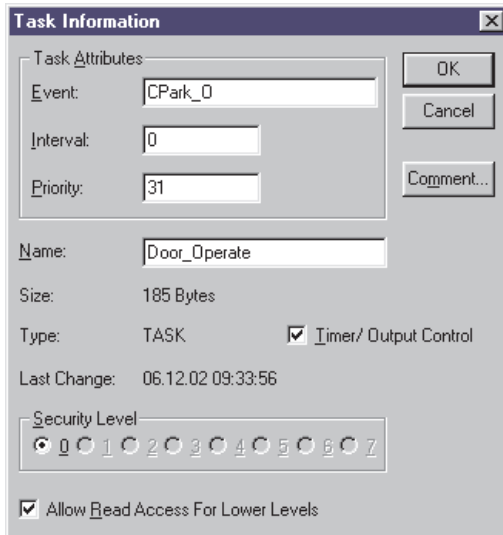 Task Information
Task Attributes
OK
Event: CPark_O
Cancel
Interval: 0
Priority: 31
Comment...
Name: Door_Operate
Size: 185 Bytes
Type: TASK Timer/ Output Control
Last Change: 06.12.02 09:33:56
Security Level
0 1 2 3 4 5 6 7
Allow Read Access For Lower Levels